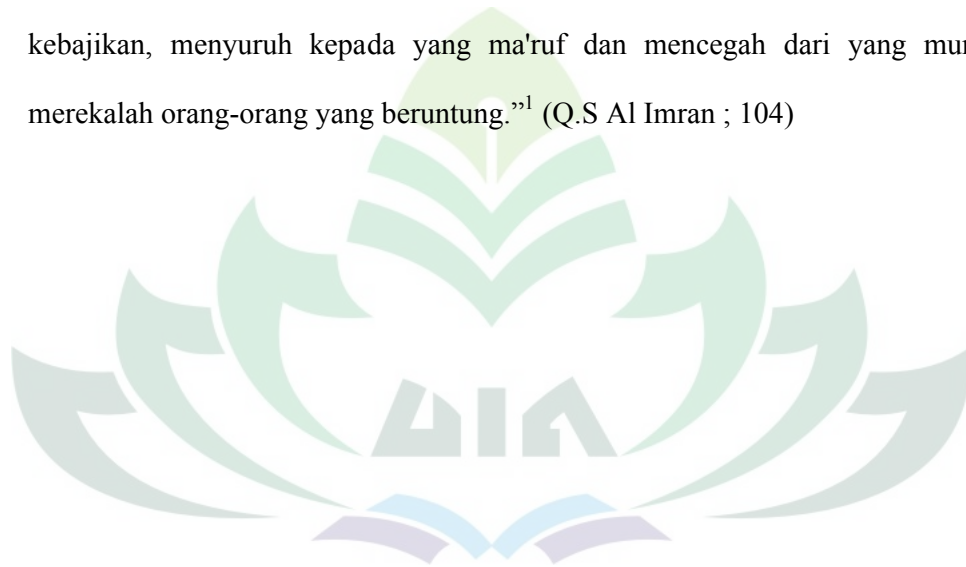 kebajikan, menyuruh kepada yang ma'ruf dan mencegah dari yang
merekalah orang-orang yang beruntung.”1 (Q.S Al Imran ; 104)
UIN